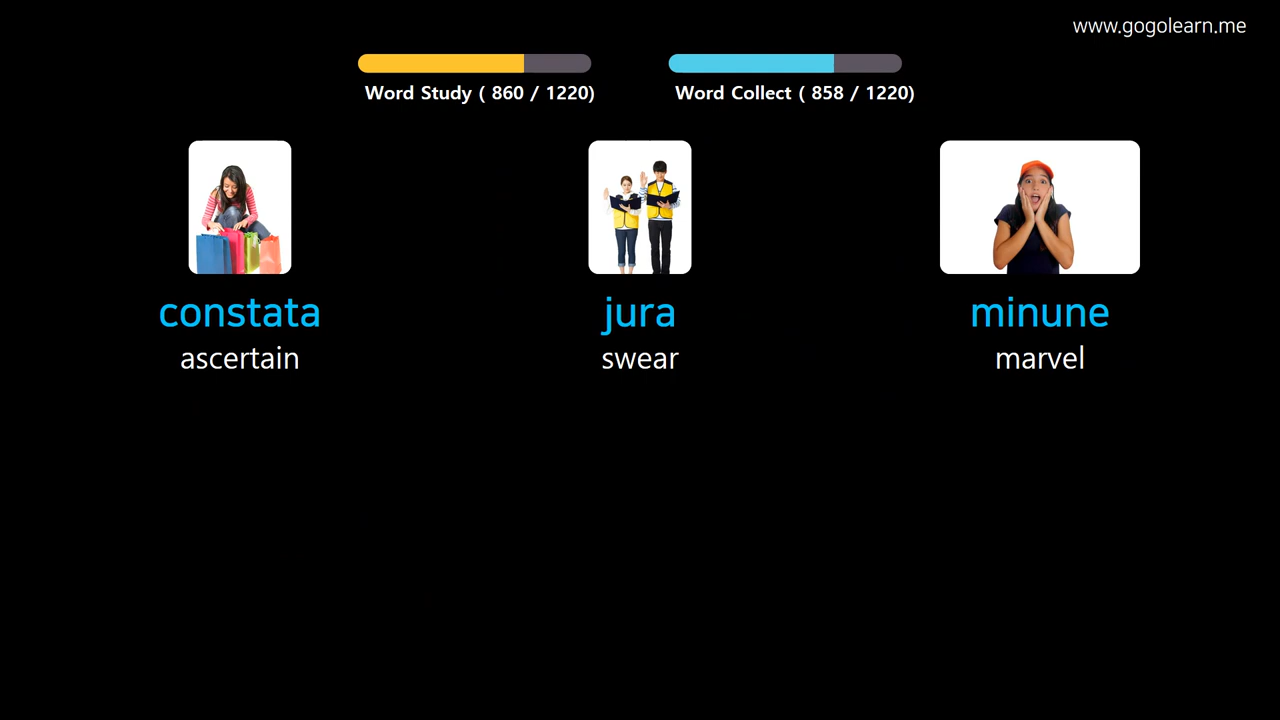 www.gogolearn.me
Word Study ( 860 / 1220)
Word Collect ( 858 / 1220)
constata
jura
minune
ascertain
swear
marvel